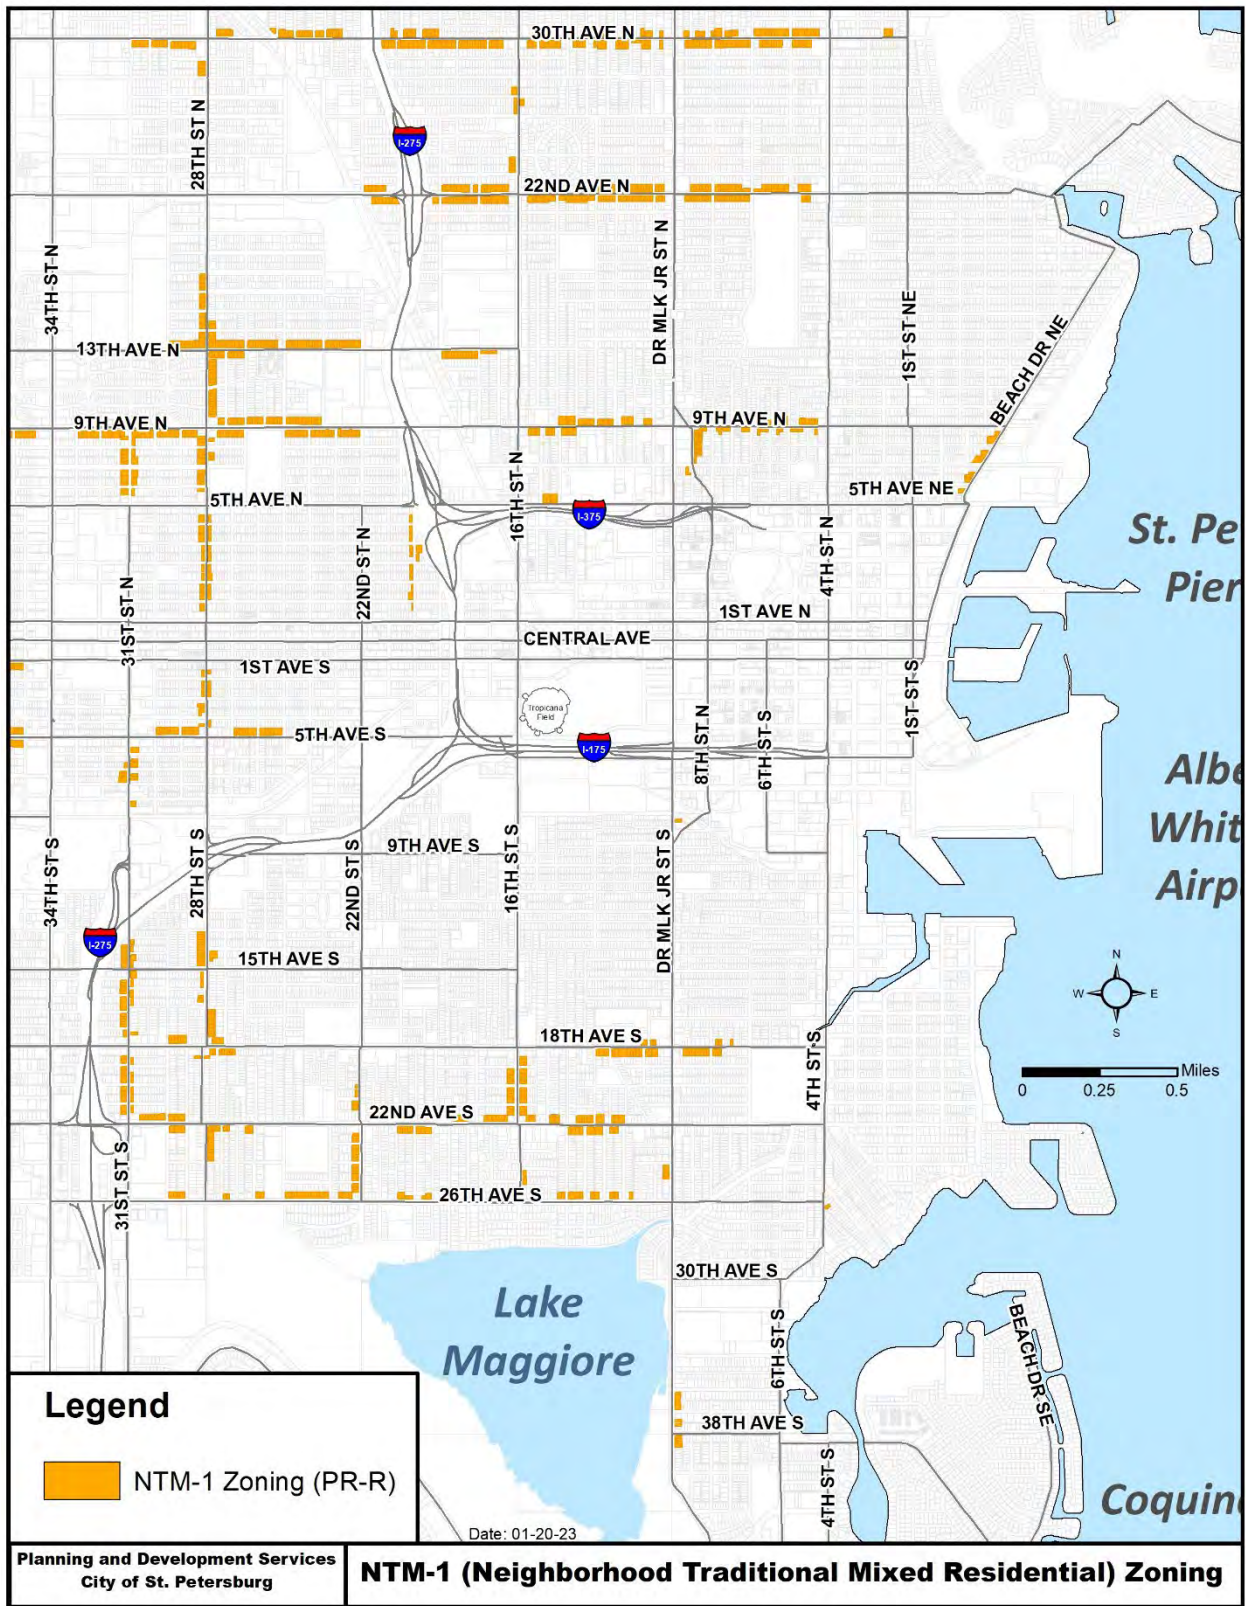 30TH AVE N
28TH ST N
I-275
22ND AVE N
34TH ST N
DR MLK JR ST N
1ST ST NE
BEACH DR NE
13TH AVE N
9TH AVE N
9TH AVE N
5TH AVE N
16TH ST N
I-375
5TH AVE NE
St. Pe
Pier
22ND ST N
4TH ST N
31ST ST N
1ST AVE N
CENTRAL AVE
1ST AVE S
Tropicana
Field
5TH AVE S
I-175
8TH ST N
6TH ST S
1ST ST S
Albe
Whit
Airp
34TH ST S
28TH ST S
22ND ST S
9TH AVE S
16TH ST S
DR MLK JR ST S
I-275
15TH AVE S
N
W
E
S
18TH AVE S
4TH ST S
Miles
0
0.25
0.5
22ND AVE S
31ST ST S
26TH AVE S
30TH AVE S
Lake
Maggiore
6TH ST S
BEACH DR SE
38TH AVE S
4TH ST S
Coquin
Legend
NTM-1 Zoning (PR-R)
Date: 01-20-23
Planning and Development Services
City of St. Petersburg
NTM-1 (Neighborhood Traditional Mixed Residential) Zoning